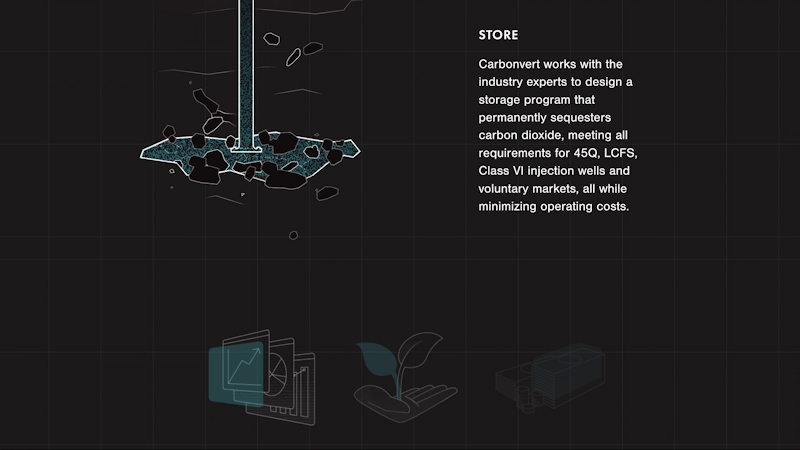 STORE
Carbonvert works with the
industry experts to design a
storage program that
permanently sequesters
carbon dioxide, meeting all
requirements for 45Q, LCFS,
Class VI injection wells and
voluntary markets, all while
minimizing operating costs.